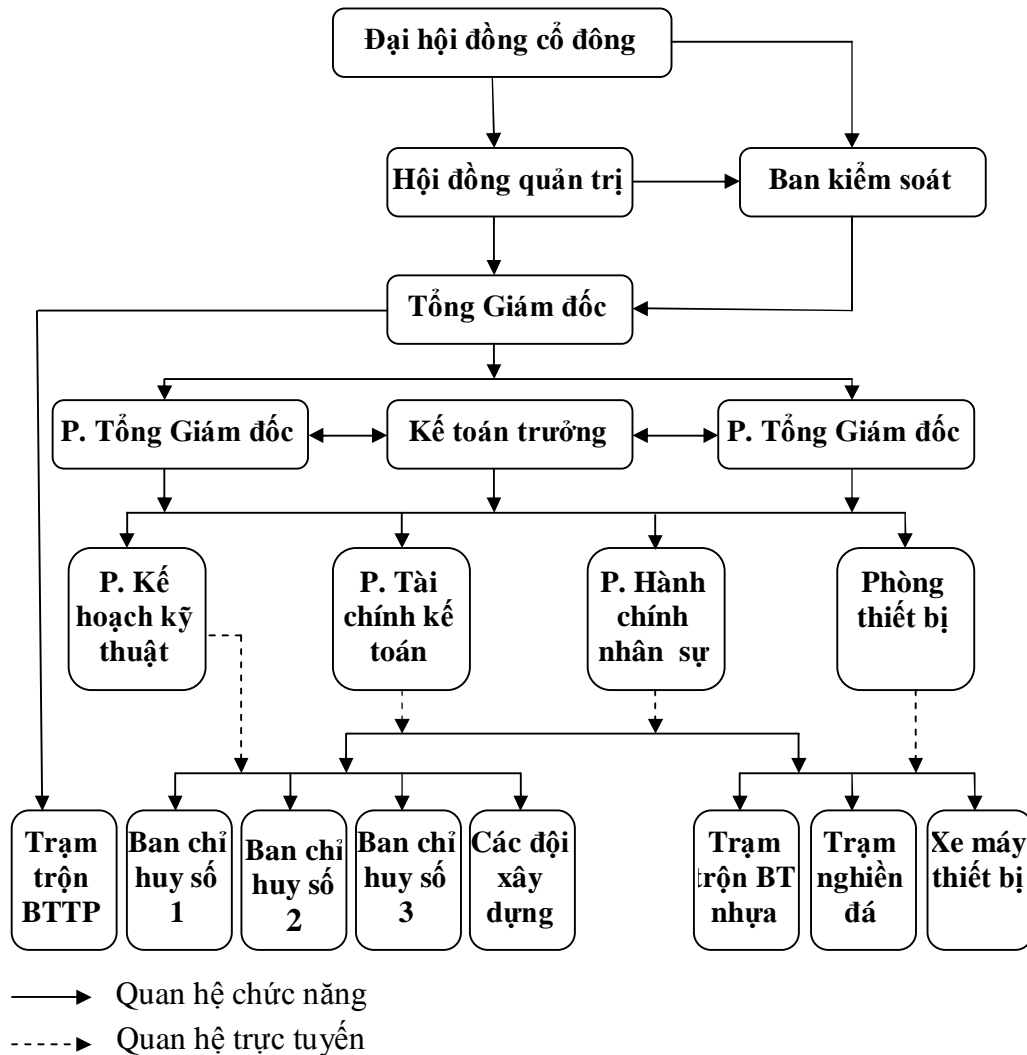 Đại hội đồng cổ đông
Hội đồng quản trị
Ban kiểm soát
Tổng Giám đốc
P. Tổng Giám đốc
Kế toán trưởng
P. Tổng Giám đốc
P. Kế
hoạch kỹ
thuật
P. Tài
chính kế
toán
P. Hành
chính
nhân sự
Phòng
thiết bị
Trạm
trộn
BTTP
Ban chỉ
huy số
1
Ban chỉ
huy số
2
Ban chỉ
huy số
3
Các đội
xây
dựng
Trạm
trộn BT
nhựa
Trạm
nghiền
đá
Xe máy
thiết bị
Quan hệ chức năng
Quan hệ trực tuyến